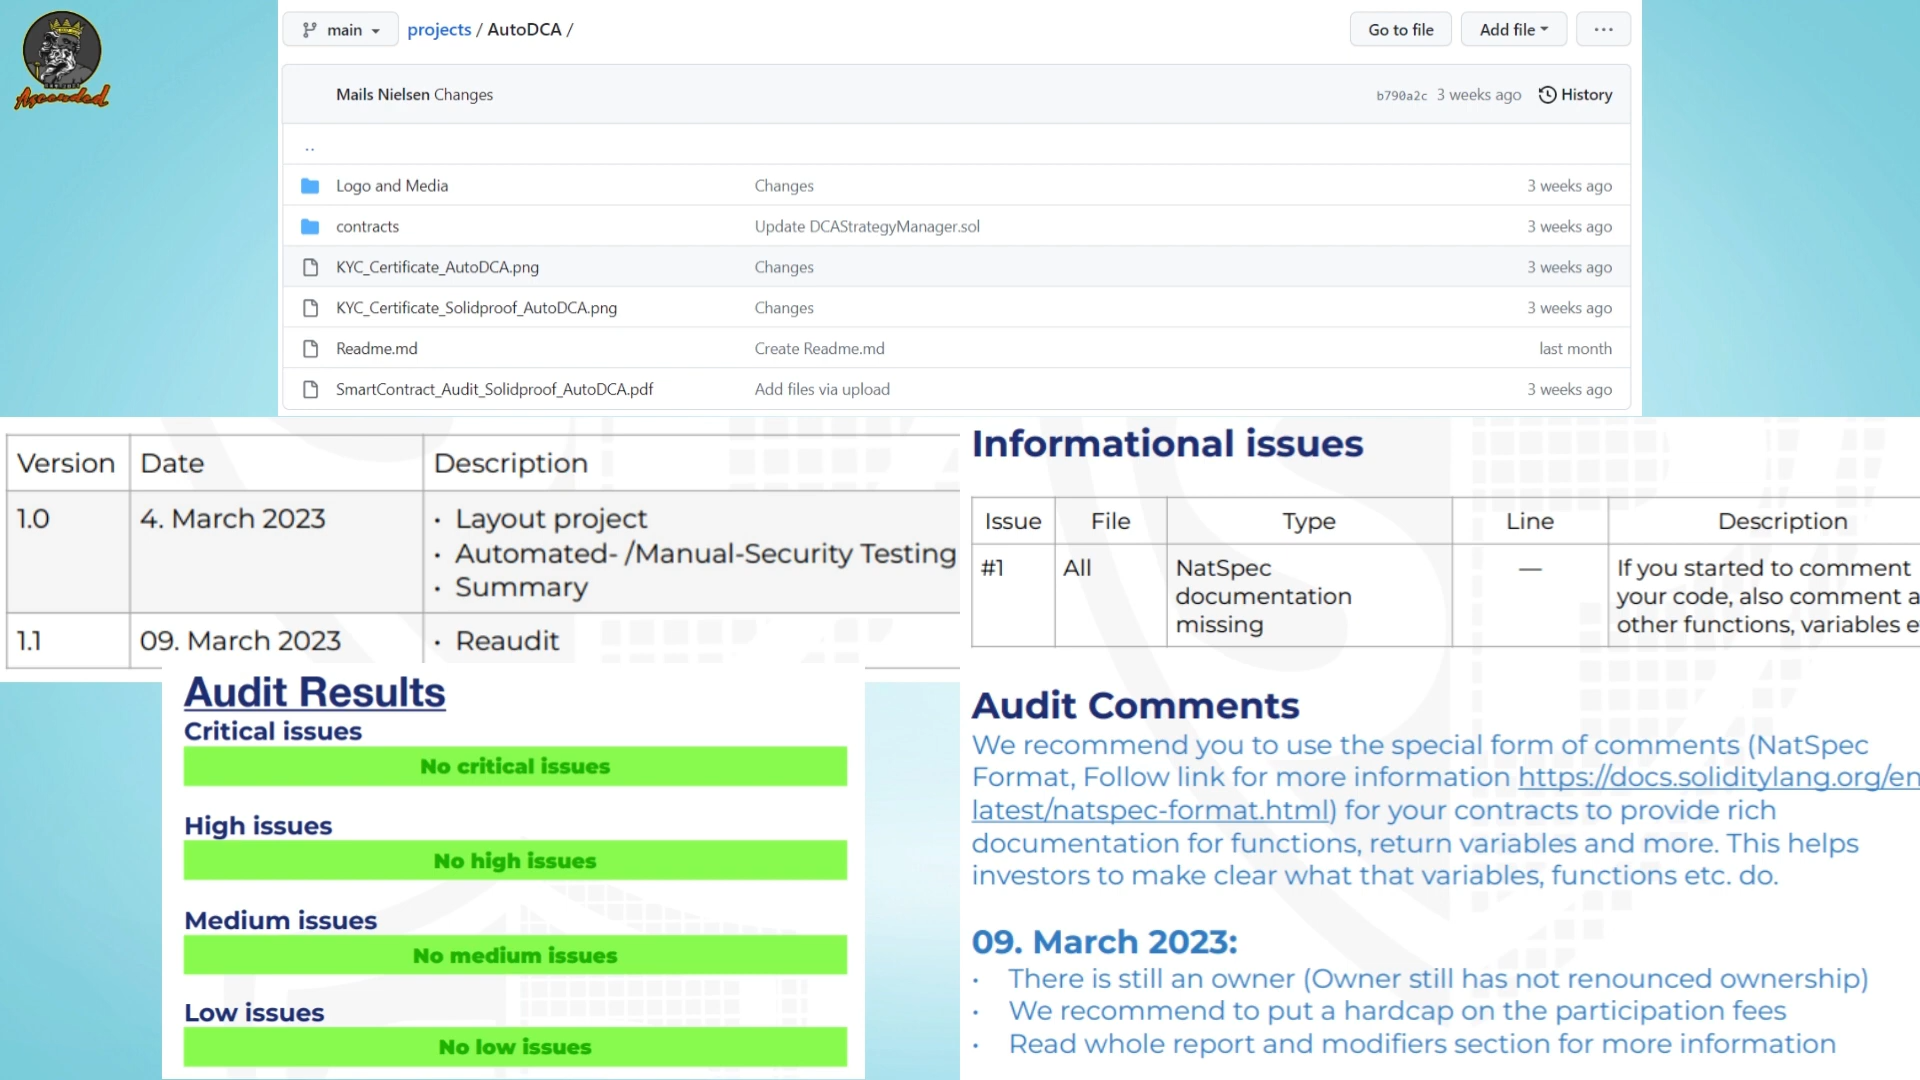 Ascended
main
projects / AutoDCA /
Go to file
Add file
Mails Nielsen Changes
b790a2c 3 weeks ago History
..
Logo and Media Changes 3 weeks ago
contracts Update DCAStrategyManager.sol 3 weeks ago
KYC_Certificate_AutoDCA.png Changes 3 weeks ago
KYC_Certificate_Solidproof_AutoDCA.png Changes 3 weeks ago
Readme.md Create Readme.md last month
SmartContract_Audit_Solidproof_AutoDCA.pdf Add files via upload 3 weeks ago
Version Date Description
1.0 4. March 2023 • Layout project
• Automated- /Manual-Security Testing
• Summary
1.1 09. March 2023 • Reaudit
Audit Results
Critical issues
No critical issues
High issues
No high issues
Medium issues
No medium issues
Low issues
No low issues
Informational issues
Issue File Type Line Description
#1 All NatSpec — If you started to comment
documentation your code, also comment a
missing other functions, variables e
Audit Comments
We recommend you to use the special form of comments (NatSpec
Format, Follow link for more information https://docs.soliditylang.org/en
latest/natspec-format.html) for your contracts to provide rich
documentation for functions, return variables and more. This helps
investors to make clear what that variables, functions etc. do.
09. March 2023:
• There is still an owner (Owner still has not renounced ownership)
• We recommend to put a hardcap on the participation fees
• Read whole report and modifiers section for more information